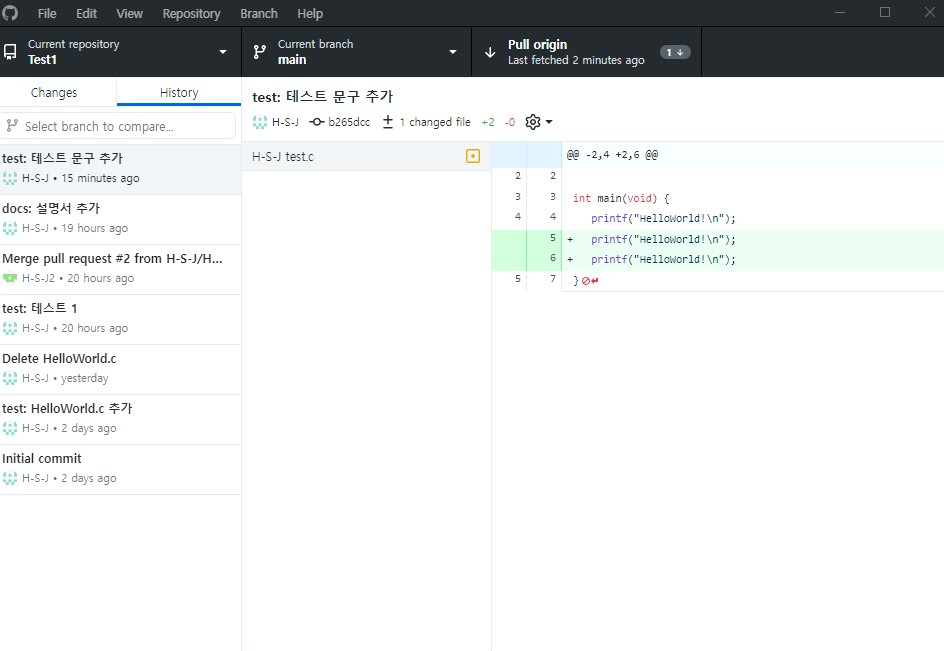 File Edit View Repository Branch Help
Current repository
Test1
Current branch
main
Pull origin
Last fetched 2 minutes ago
1
Changes History
Select branch to compare...
test: 테스트 문구 추가
H-S-J • 15 minutes ago
docs: 설명서 추가
H-S-J • 19 hours ago
Merge pull request #2 from H-S-J/H...
H-S-J2 • 20 hours ago
test: 테스트 1
H-S-J • 20 hours ago
Delete HelloWorld.c
H-S-J • yesterday
test: HelloWorld.c 추가
H-S-J • 2 days ago
Initial commit
H-S-J • 2 days ago
test: 테스트 문구 추가
H-S-J b265dcc 1 changed file +2 -0
H-S-J test.c
@@ -2,4 +2,6 @@
2 2
3 3 int main(void) {
4 4 printf("HelloWorld!\n");
5 + printf("HelloWorld!\n");
6 + printf("HelloWorld!\n");
5 7 }